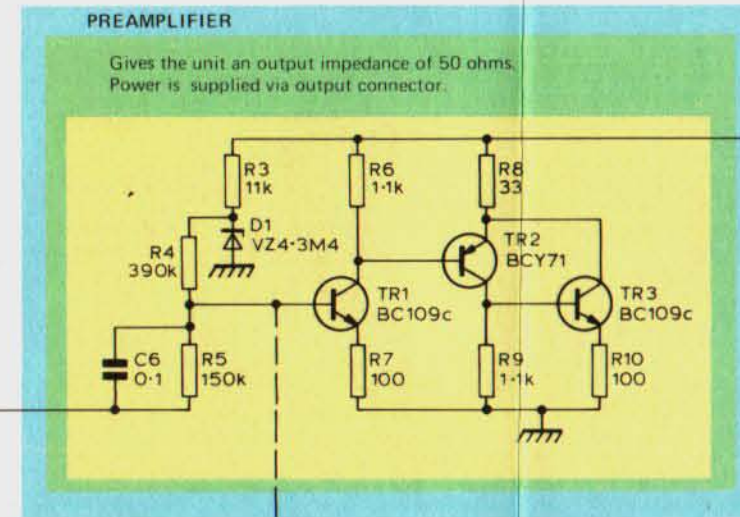 PREAMPLIFIER
Gives the unit an output impedance of 50 ohms.
Power is supplied via output connector.
R3
11k
R6
1·1k
R8
33
D1
VZ4·3M4
R4
390k
TR2
BCY71
TR1
BC109c
TR3
BC109c
C6
0·1
R5
150k
R7
100
R9
1·1k
R10
100